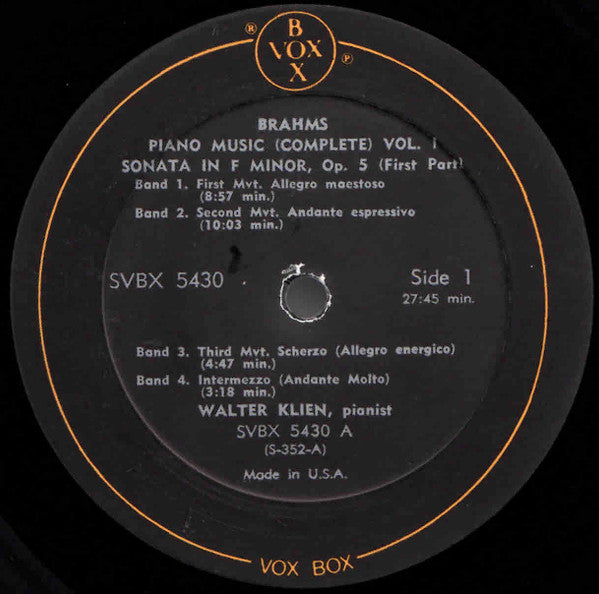 B
VOX
X
® ℗
BRAHMS
PIANO MUSIC (COMPLETE) VOL. I
SONATA IN F MINOR, Op. 5 (First Part)
Band 1. First Mvt. Allegro maestoso
(8:57 min.)
Band 2. Second Mvt. Andante espressivo
(10:03 min.)
SVBX 5430
Side 1
27:45 min.
Band 3. Third Mvt. Scherzo (Allegro energico)
(4:47 min.)
Band 4. Intermezzo (Andante Molto)
(3:18 min.)
WALTER KLIEN, pianist
SVBX 5430 A
(S-352-A)
Made in U.S.A.
VOX BOX